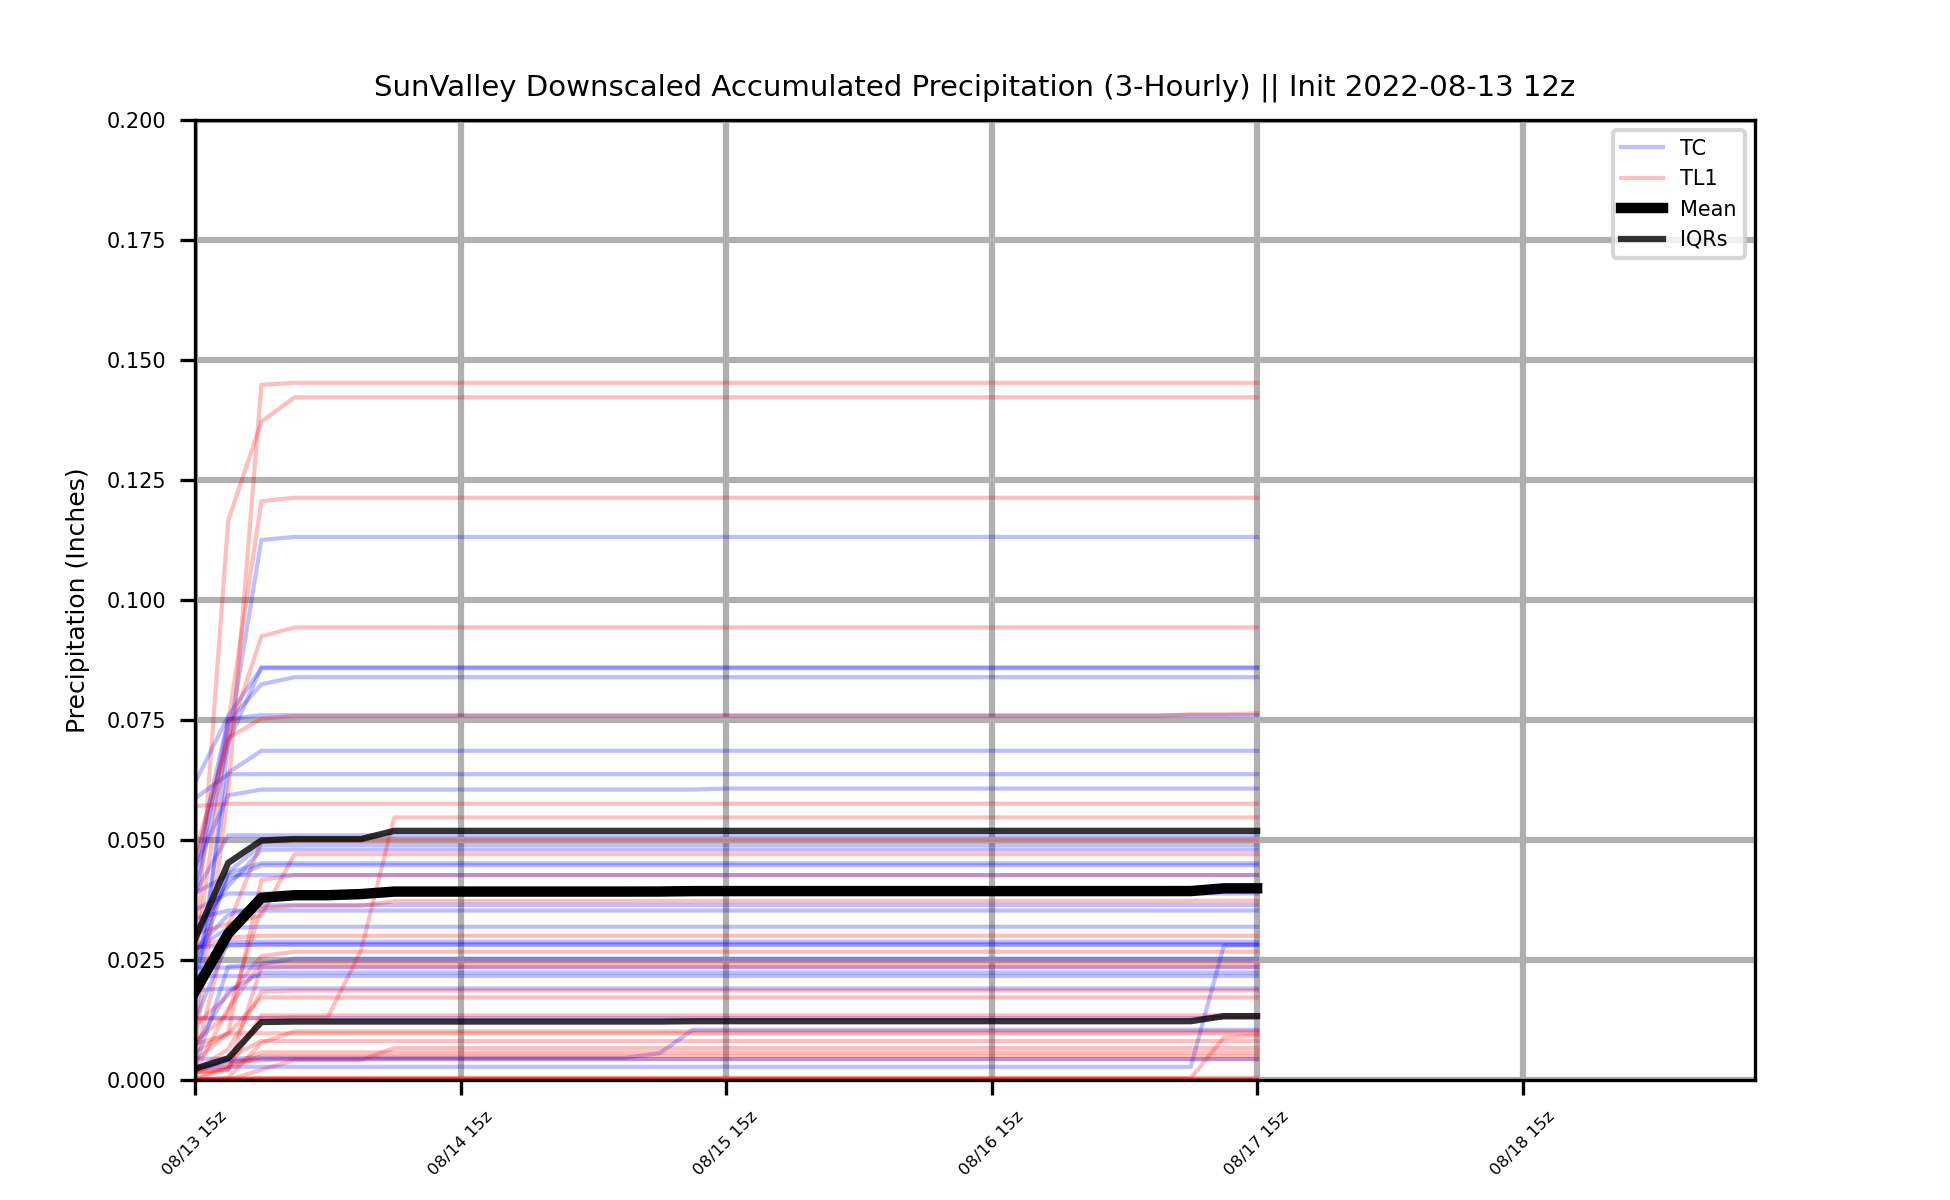 SunValley Downscaled Accumulated Precipitation (3-Hourly) || Init 2022-08-13 12z
0.200
0.175
0.150
0.125
0.100
0.075
0.050
0.025
0.000
Precipitation (Inches)
TC
TL1
Mean
IQRs
08/13 15z
08/14 15z
08/15 15z
08/16 15z
08/17 15z
08/18 15z